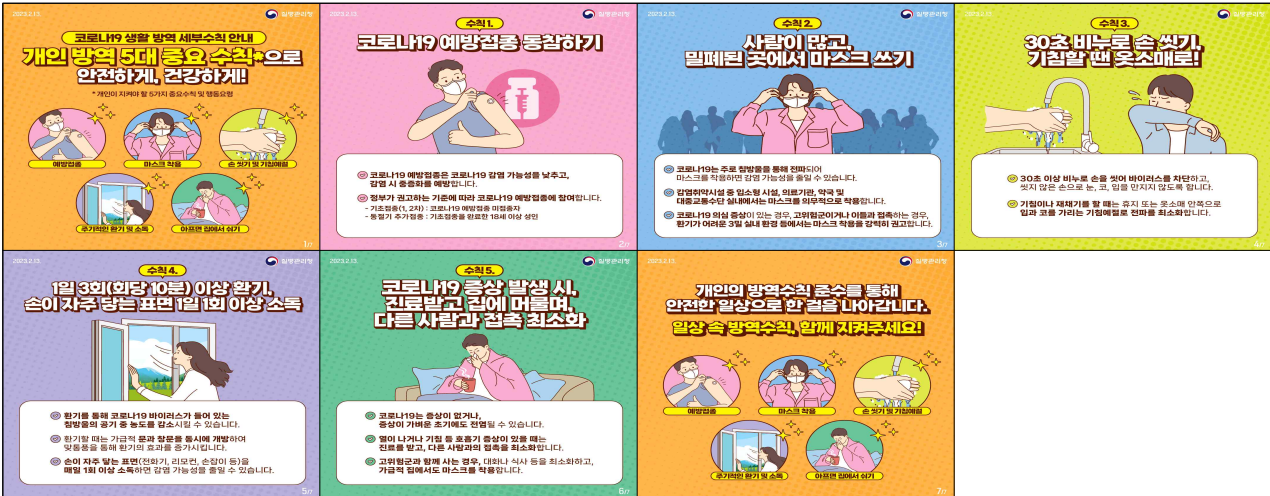 2023.2.13.
질병관리청
코로나19 생활 방역 세부수칙 안내
개인 방역 5대 중요 수칙*으로
안전하게, 건강하게!
* 개인이 지켜야 할 5가지 중요수칙 및 행동요령
예방접종
마스크 착용
손 씻기 및 기침예절
주기적인 환기 및 소독
아프면 집에서 쉬기
1/7
2023.2.13.
질병관리청
수칙 1.
코로나19 예방접종 동참하기
코로나19 예방접종은 코로나19 감염 가능성을 낮추고,
감염 시 중증화를 예방합니다.
정부가 권고하는 기준에 따라 코로나19 예방접종에 참여합니다.
- 기초접종(1, 2차) : 코로나19 예방접종 미접종자
- 동절기 추가접종 : 기초접종을 완료한 18세 이상 성인
2/7
2023.2.13.
질병관리청
수칙 2.
사람이 많고,
밀폐된 곳에서 마스크 쓰기
코로나19는 주로 침방울을 통해 전파되어
마스크를 착용하면 감염 가능성을 줄일 수 있습니다.
감염취약시설 중 입소형 시설, 의료기관, 약국 및
대중교통수단 실내에서는 마스크를 의무적으로 착용합니다.
코로나19 의심 증상이 있는 경우, 고위험군이거나 이들과 접촉하는 경우,
환기가 어려운 3밀 실내 환경 등에서는 마스크 착용을 강력히 권고합니다.
3/7
2023.2.13.
질병관리청
수칙 3.
30초 비누로 손 씻기,
기침할 땐 옷소매로!
30초 이상 비누로 손을 씻어 바이러스를 차단하고,
씻지 않은 손으로 눈, 코, 입을 만지지 않도록 합니다.
기침이나 재채기를 할 때는 휴지 또는 옷소매 안쪽으로
입과 코를 가리는 기침예절로 전파를 최소화합니다.
4/7
2023.2.13.
질병관리청
수칙 4.
1일 3회(회당 10분) 이상 환기,
손이 자주 닿는 표면 1일 1회 이상 소독
환기를 통해 코로나19 바이러스가 들어 있는
침방울의 공기 중 농도를 감소시킬 수 있습니다.
환기할 때는 가급적 문과 창문을 동시에 개방하여
맞통풍을 통해 환기의 효과를 증가시킵니다.
손이 자주 닿는 표면(전화기, 리모컨, 손잡이 등)을
매일 1회 이상 소독하면 감염 가능성을 줄일 수 있습니다.
5/7
2023.2.13.
질병관리청
수칙 5.
코로나19 증상 발생 시,
진료받고 집에 머물며,
다른 사람과 접촉 최소화
코로나19는 증상이 없거나,
증상이 가벼운 초기에도 전염될 수 있습니다.
열이 나거나 기침 등 호흡기 증상이 있을 때는
진료를 받고, 다른 사람과의 접촉을 최소화합니다.
고위험군과 함께 사는 경우, 대화나 식사 등을 최소화하고,
가급적 집에서도 마스크를 착용합니다.
6/7
2023.2.13.
질병관리청
개인의 방역수칙 준수를 통해
안전한 일상으로 한 걸음 나아갑니다.
일상 속 방역수칙, 함께 지켜주세요!
예방접종
마스크 착용
손 씻기 및 기침예절
주기적인 환기 및 소독
아프면 집에서 쉬기
7/7